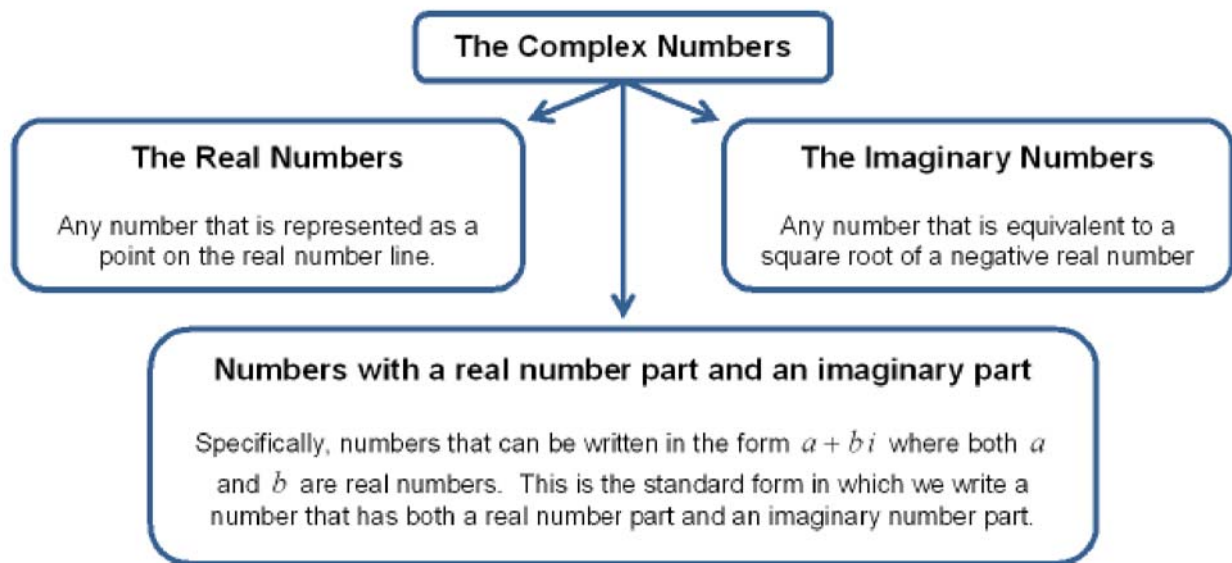 The Complex Numbers
The Real Numbers
Any number that is represented as a
point on the real number line.
The Imaginary Numbers
Any number that is equivalent to a
square root of a negative real number
Numbers with a real number part and an imaginary part
Specifically, numbers that can be written in the form a + b i where both a
and b are real numbers. This is the standard form in which we write a
number that has both a real number part and an imaginary number part.